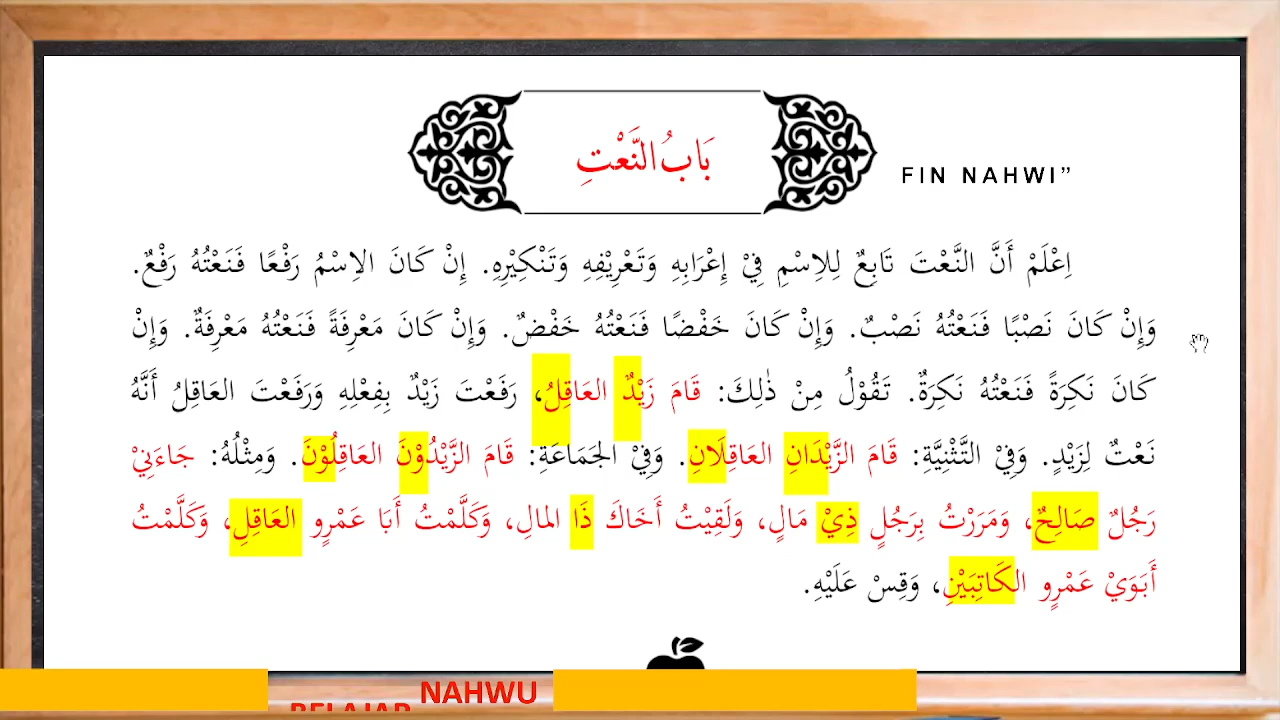 بَابُ النَّعْتِ
FIN NAHWI”
اِعْلَمْ أَنَّ النَّعْتَ تَابِعٌ لِلاِسْمِ فِيْ إِعْرَابِهِ وَتَعْرِيْفِهِ وَتَنْكِيْرِهِ. إِنْ كَانَ الاِسْمُ رَفْعًا فَنَعْتُهُ رَفْعٌ.
وَإِنْ كَانَ نَصْبًا فَنَعْتُهُ نَصْبٌ. وَإِنْ كَانَ خَفْضًا فَنَعْتُهُ خَفْضٌ. وَإِنْ كَانَ مَعْرِفَةً فَنَعْتُهُ مَعْرِفَةٌ. وَإِنْ
كَانَ نَكِرَةً فَنَعْتُهُ نَكِرَةٌ. تَقُوْلُ مِنْ ذٰلِكَ: قَامَ زَيْدٌ العَاقِلُ، رَفَعْتَ زَيْدٌ بِفِعْلِهِ وَرَفَعْتَ العَاقِلُ أَنَّهُ
نَعْتٌ لِزَيْدٍ. وَفِيْ التَّثْنِيَّةِ: قَامَ الزَّيْدَانِ العَاقِلَانِ. وَفِيْ الجَمَاعَةِ: قَامَ الزَّيْدُوْنَ العَاقِلُوْنَ. وَمِثْلُهُ: جَاءَنِيْ
رَجُلٌ صَالِحٌ، وَمَرَرْتُ بِرَجُلٍ ذِيْ مَالٍ، وَلَقِيْتُ أَخَاكَ ذَا المالِ، وَكَلَّمْتُ أَبَا عَمْرٍو العَاقِلِ، وَكَلَّمْتُ
أَبَوَيْ عَمْرٍو الكَاتِبَيْنِ، وَقِسْ عَلَيْهِ.
BELAJAR NAHWU